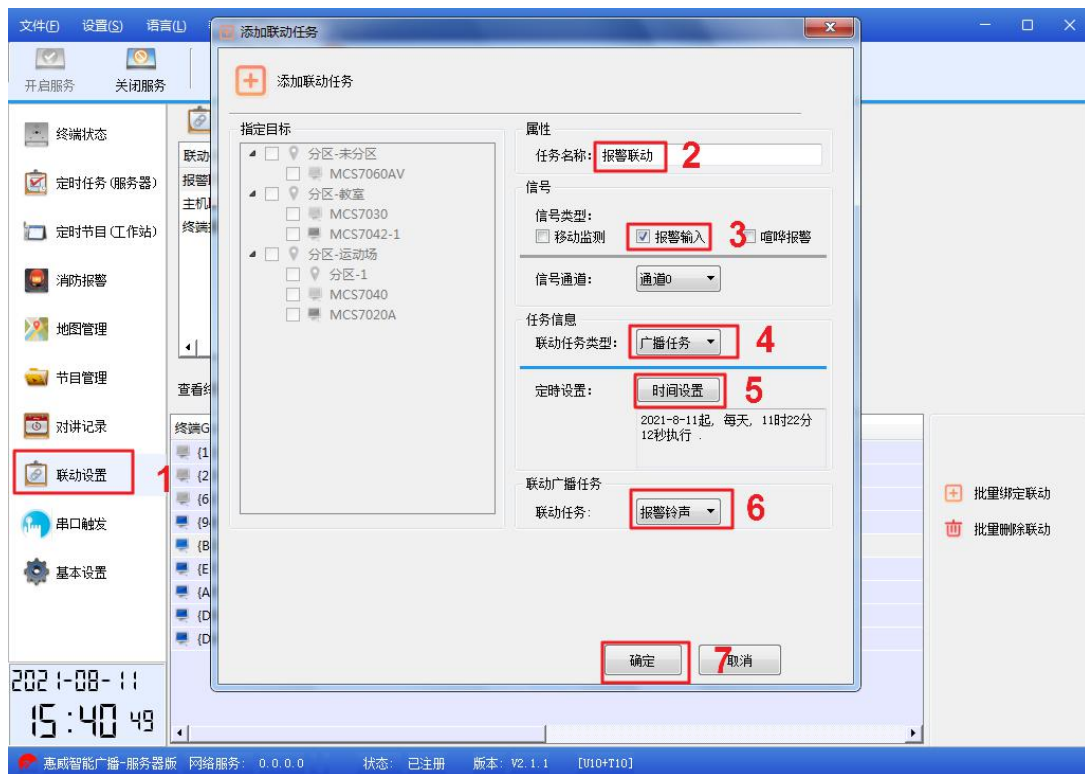 文件(F) 设置(S) 语言(L)
添加联动任务
开启服务 关闭服务
添加联动任务
终端状态
定时任务(服务器)
定时节目(工作站)
消防报警
地图管理
节目管理
对讲记录
联动设置 1
串口触发
基本设置
2021-08-11
15:40 49
联动
报警
主机
终端
查看
终端G
{1
{2
{6
{9
{B
{E
{A
{D
{D
指定目标
分区-未分区
MCS7060AV
分区-教室
MCS7030
MCS7042-1
分区-运动场
分区-1
MCS7040
MCS7020A
属性
任务名称: 报警联动 2
信号
信号类型:
移动监测 报警输入 3 喧哗报警
信号通道: 通道0
任务信息
联动任务类型: 广播任务 4
定時设置: 时间设置 5
2021-8-11起, 每天, 11时22分
12秒执行 .
联动广播任务
联动任务: 报警铃声 6
确定 7 取消
批量绑定联动
批量删除联动
惠威智能广播-服务器版 网络服务: 0.0.0.0 状态: 已注册 版本: V2.1.1 [U10+T10]